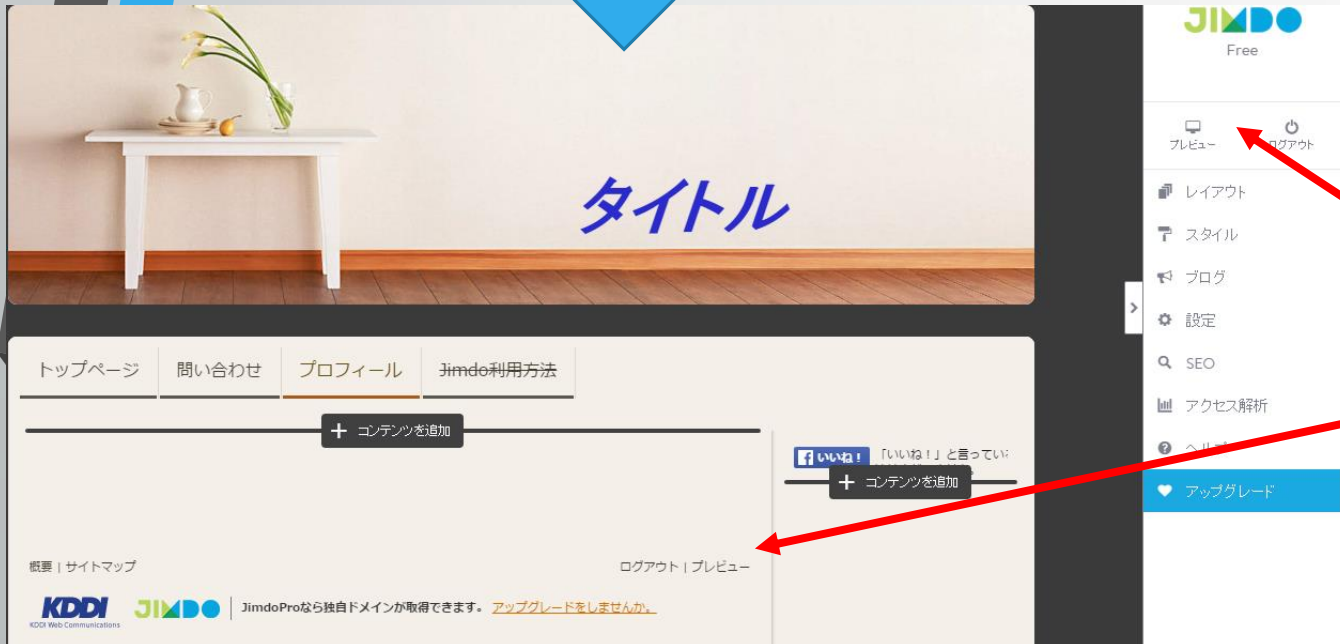 JIMDO
Free
プレビュー
ログアウト
レイアウト
スタイル
ブログ
設定
SEO
アクセス解析
アップグレード
タイトル
トップページ
問い合わせ
プロフィール
Jimdo利用方法
+ コンテンツを追加
いいね！ 「いいね！」と言ってい
+ コンテンツを追加
概要 | サイトマップ
ログアウト | プレビュー
KDDI
KDDI Web Communications
JIMDO
JimdoProなら独自ドメインが取得できます。 アップグレードをしませんか。